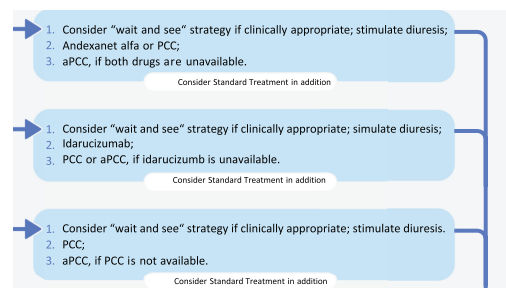 1. Consider “wait and see“ strategy if clinically appropriate; stimulate diuresis;
2. Andexanet alfa or PCC;
3. aPCC, if both drugs are unavailable.
Consider Standard Treatment in addition
1. Consider “wait and see“ strategy if clinically appropriate; simulate diuresis;
2. Idarucizumab;
3. PCC or aPCC, if idarucizumb is unavailable.
Consider Standard Treatment in addition
1. Consider “wait and see“ strategy if clinically appropriate; stimulate diuresis.
2. PCC;
3. aPCC, if PCC is not available.
Consider Standard Treatment in addition